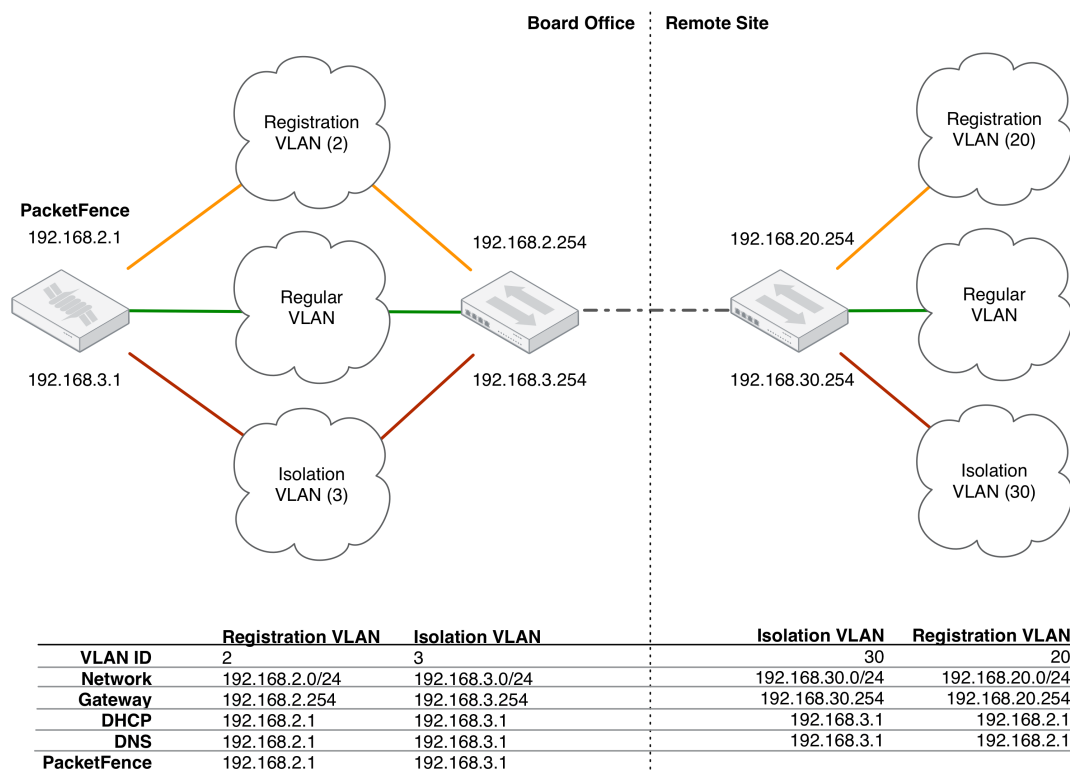 Board Office
Remote Site
Registration
VLAN (2)
Registration
VLAN (20)
PacketFence
192.168.2.1
192.168.2.254
192.168.20.254
Regular
VLAN
Regular
VLAN
192.168.3.1
192.168.3.254
192.168.30.254
Isolation
VLAN (3)
Isolation
VLAN (30)
Registration VLAN Isolation VLAN Isolation VLAN Registration VLAN
VLAN ID 2 3 30 20
Network 192.168.2.0/24 192.168.3.0/24 192.168.30.0/24 192.168.20.0/24
Gateway 192.168.2.254 192.168.3.254 192.168.30.254 192.168.20.254
DHCP 192.168.2.1 192.168.3.1 192.168.3.1 192.168.2.1
DNS 192.168.2.1 192.168.3.1 192.168.3.1 192.168.2.1
PacketFence 192.168.2.1 192.168.3.1